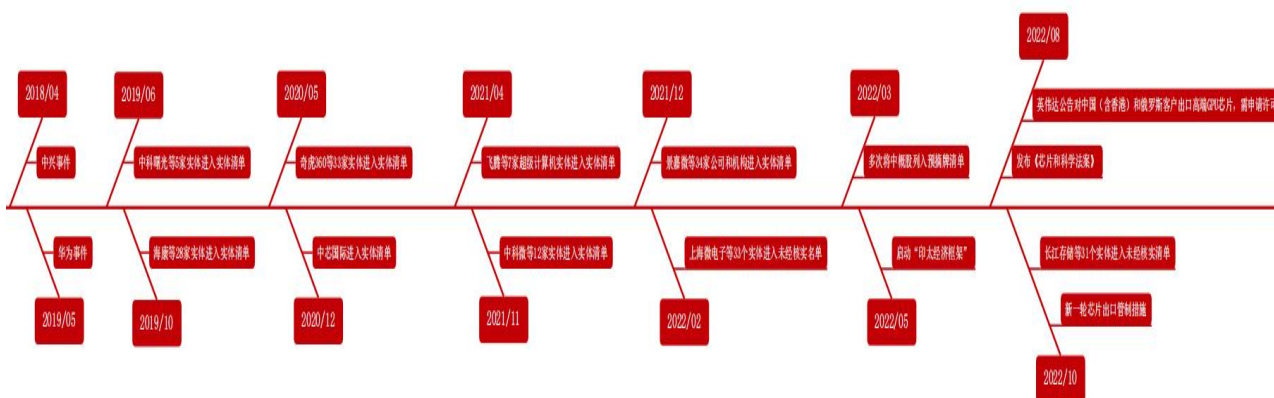 2018/04
中兴事件
2019/05
华为事件
2019/06
中科曙光等5家实体进入实体清单
2019/10
海康等28家实体进入实体清单
2020/05
奇虎360等33家实体进入实体清单
2020/12
中芯国际进入实体清单
2021/04
飞腾等7家超级计算机实体进入实体清单
2021/11
中科微等12家实体进入实体清单
2021/12
景嘉微等34家公司和机构进入实体清单
2022/02
上海微电子等33个实体进入未经核实名单
2022/03
多次将中概股列入预摘牌清单
2022/05
启动“印太经济框架”
2022/08
英伟达公告对中国（含香港）和俄罗斯客户出口高端GPU芯片，需申请许可
发布《芯片和科学法案》
长江存储等31个实体进入未经核实清单
新一轮芯片出口管制措施
2022/10